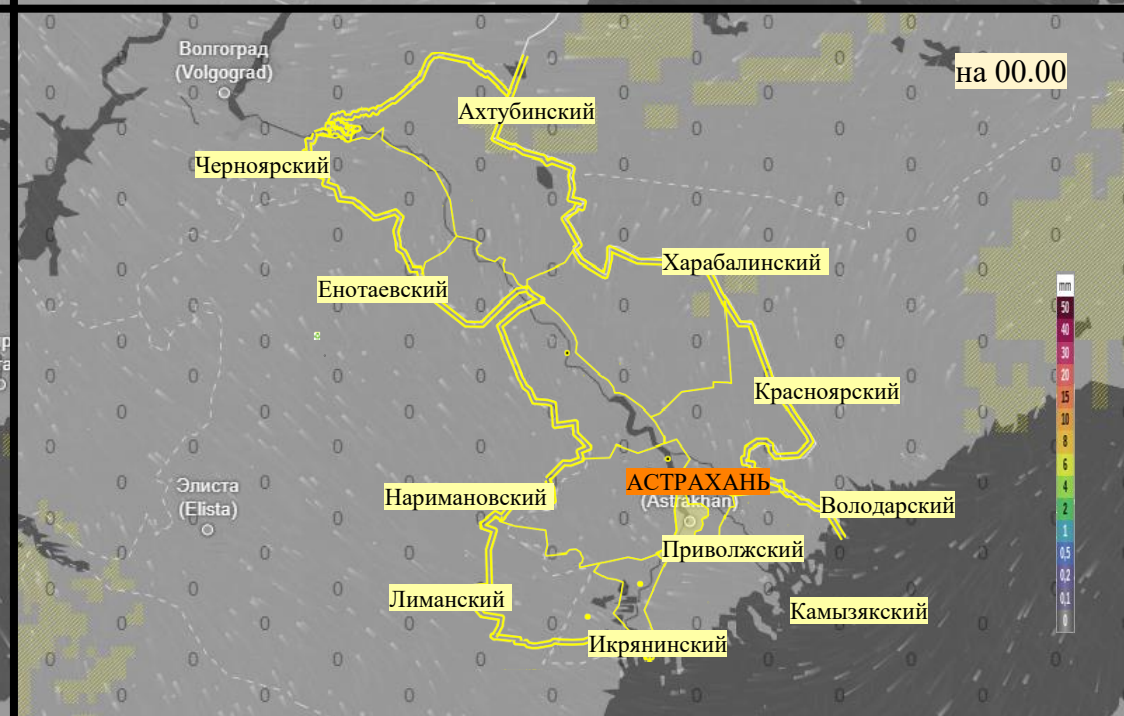 Волгоград
(Volgograd)
на 00.00
Ахтубинский
Черноярский
Харабалинский
Енотаевский
mm
50
40
30
20
15
10
8
6
4
2
1
0,5
0,2
0,1
0
Красноярский
АСТРАХАНЬ
(Astrakhan)
Элиста
(Elista)
Наримановский
Володарский
Приволжский
Лиманский
Камызякский
Икрянинский